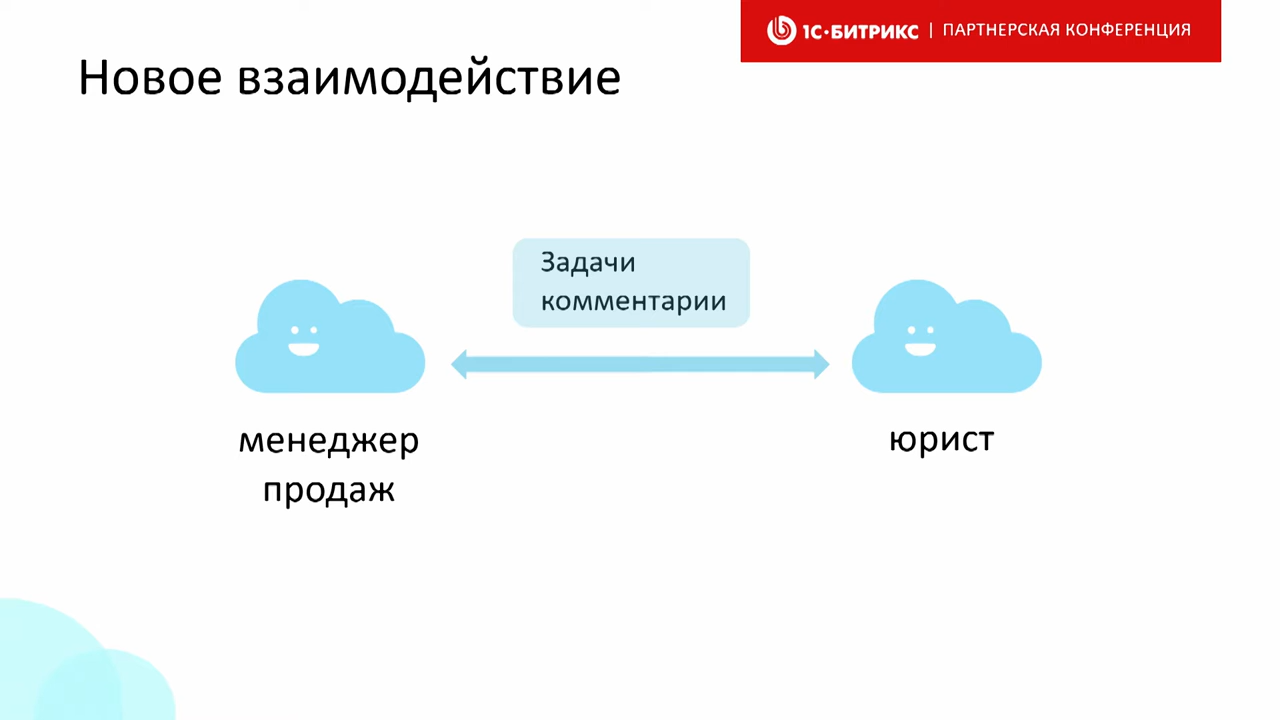 1С·БИТРИКС | ПАРТНЕРСКАЯ КОНФЕРЕНЦИЯ
Новое взаимодействие
Задачи
комментарии
менеджер
продаж
юрист